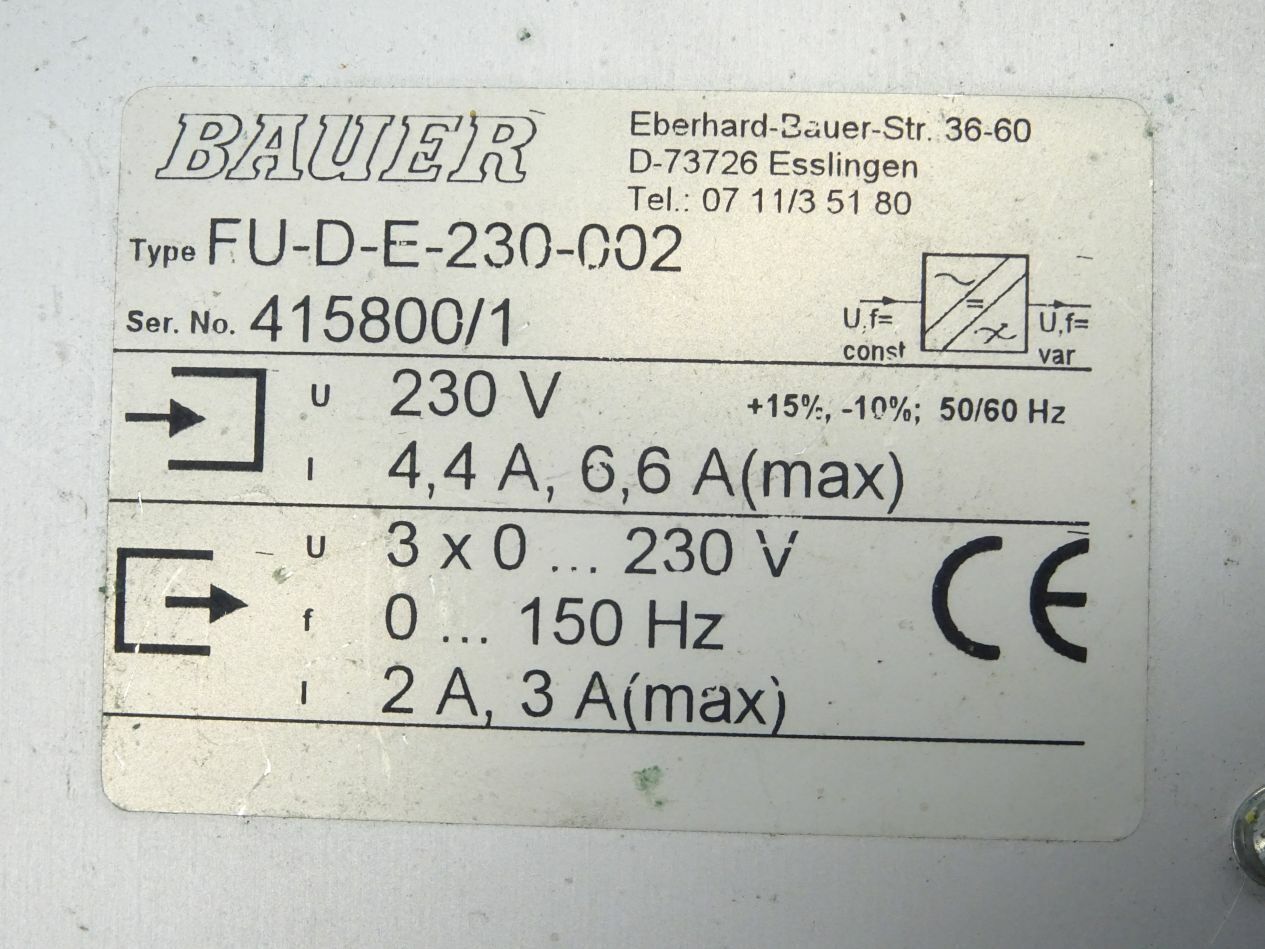 BAUER
Eberhard-Bauer-Str. 36-60
D-73726 Esslingen
Tel.: 07 11/3 51 80
Type FU-D-E-230-002
Ser. No. 415800/1
U,f= const
U,f= var
U 230 V +15%, -10%; 50/60 Hz
I 4,4 A, 6,6 A(max)
U 3 x 0 ... 230 V
f 0 ... 150 Hz
I 2 A, 3 A(max)
CE